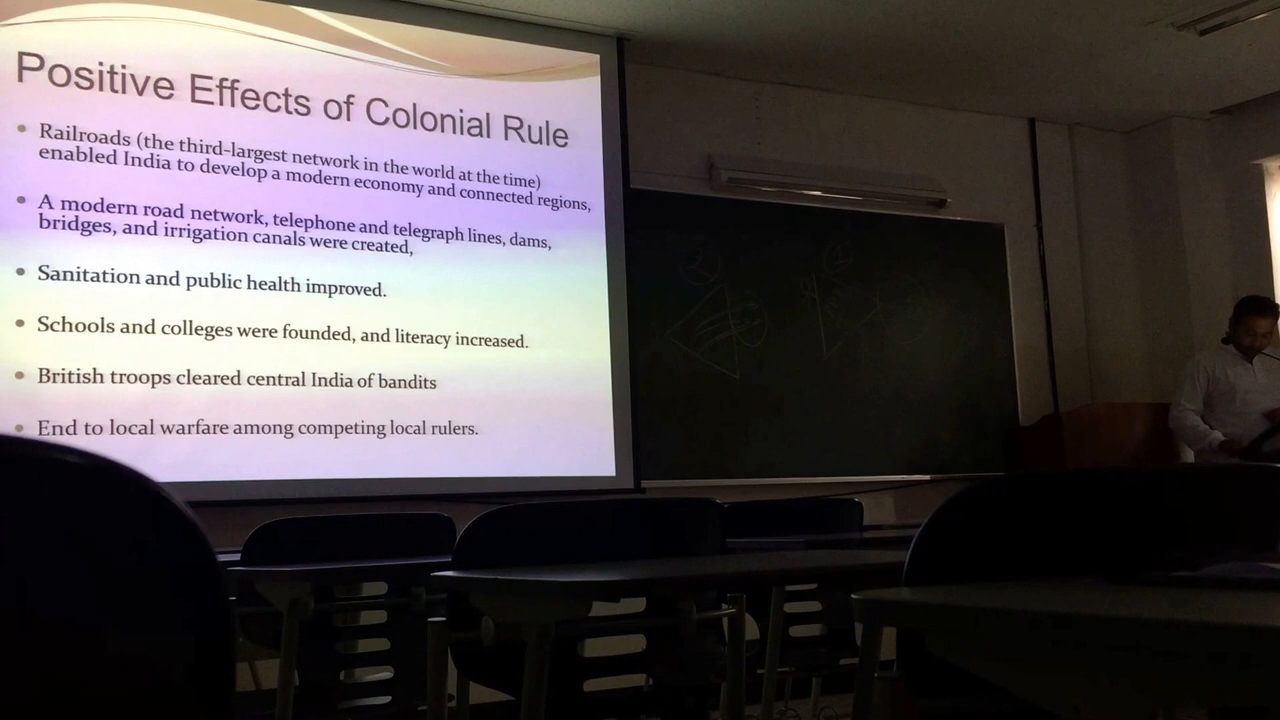 Positive Effects of Colonial Rule
• Railroads (the third-largest network in the world at the time)
enabled India to develop a modern economy and connected regions,
• A modern road network, telephone and telegraph lines, dams,
bridges, and irrigation canals were created,
• Sanitation and public health improved.
• Schools and colleges were founded, and literacy increased.
• British troops cleared central India of bandits
• End to local warfare among competing local rulers.